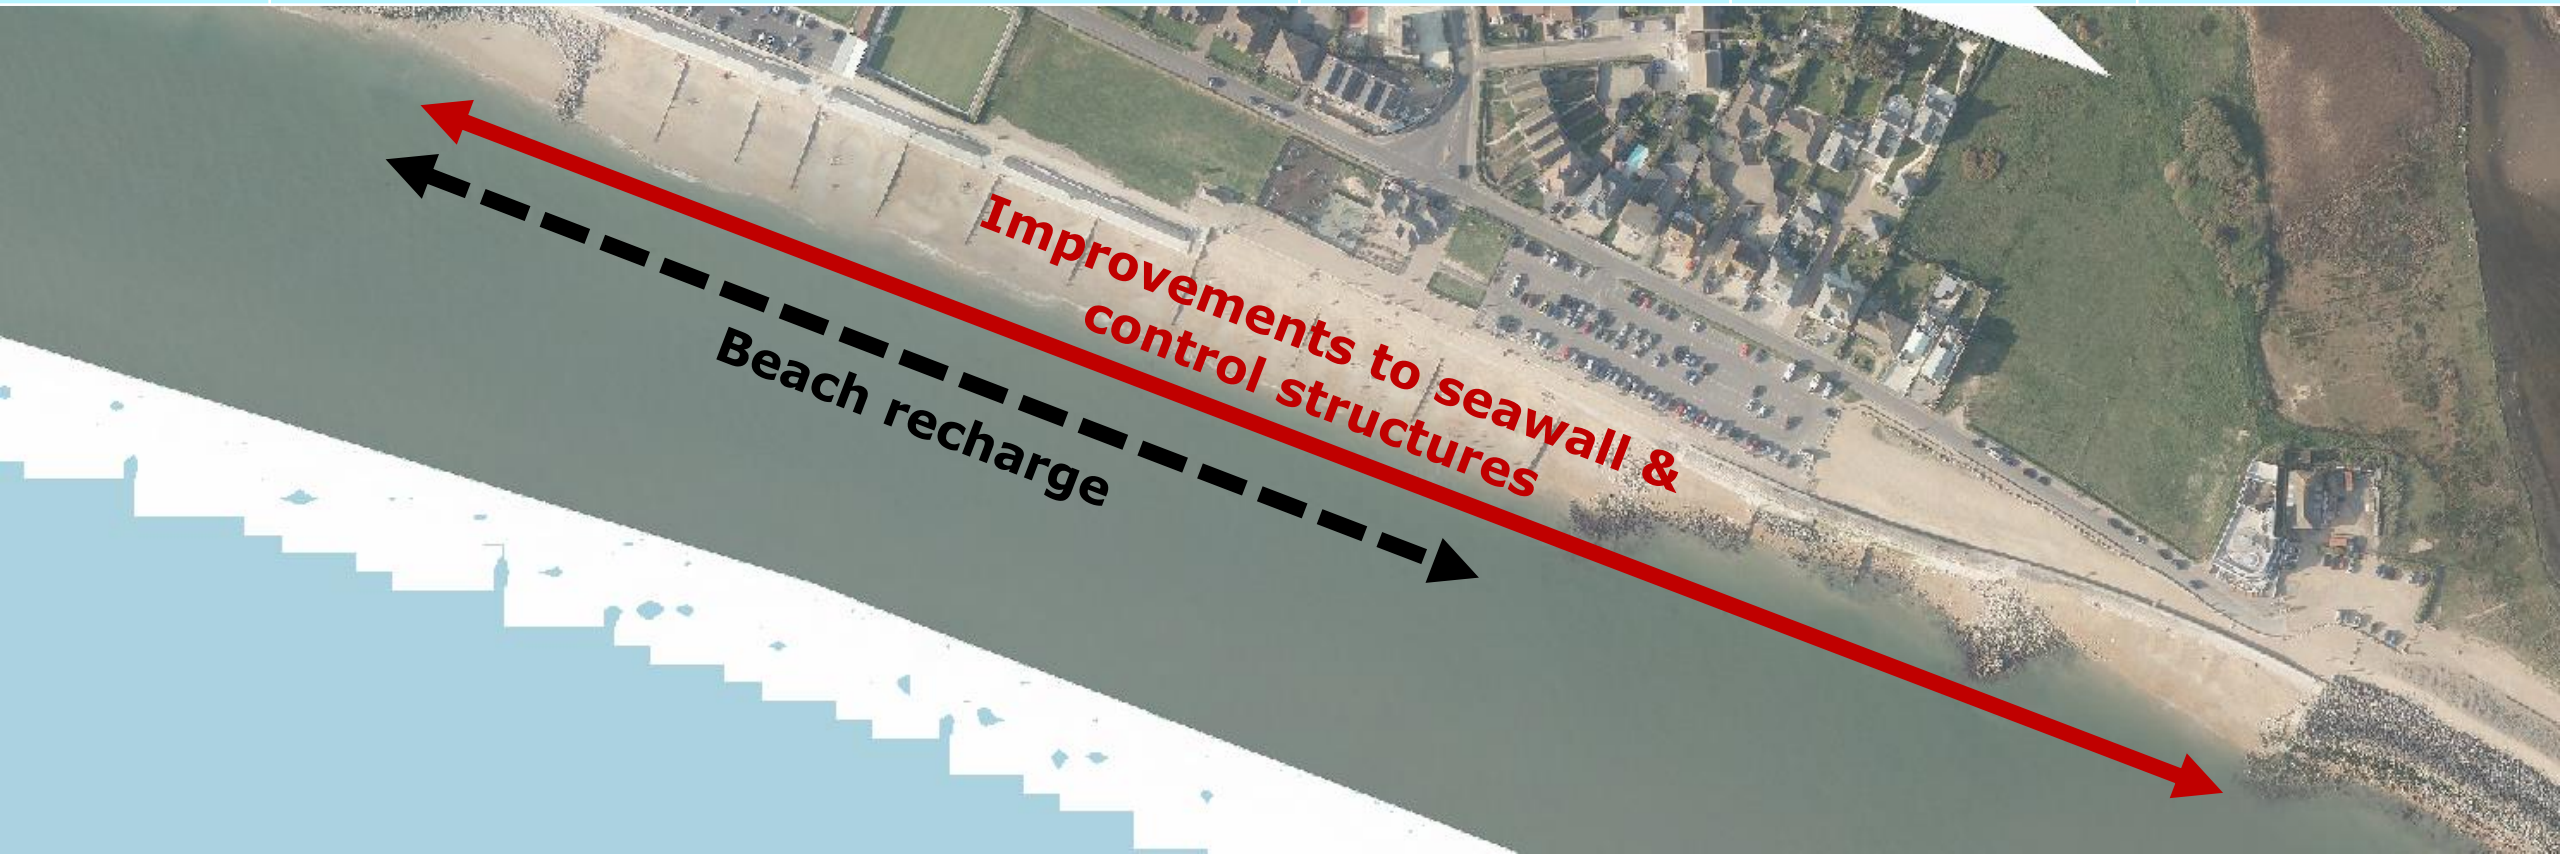 Improvements to seawall &
control structures
Beach recharge